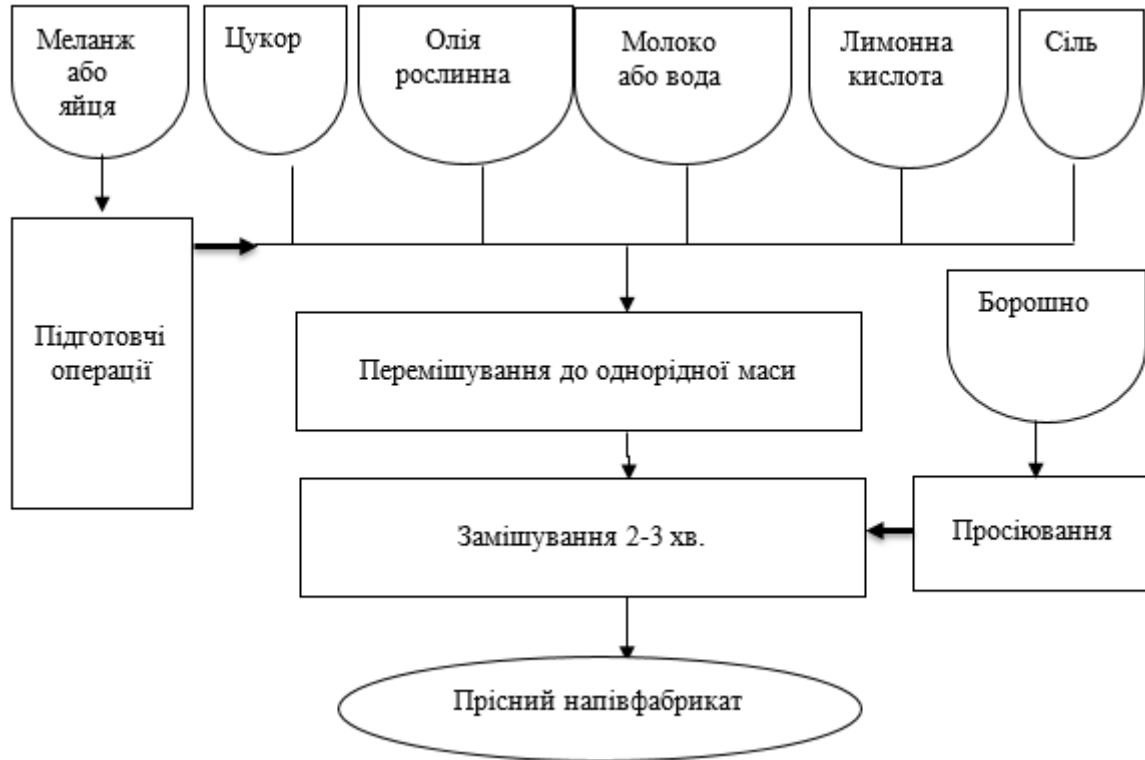 Меланж
або
яйця
Цукор
Олія
рослинна
Молоко
або вода
Лимонна
кислота
Сіль
Підготовчі
операції
Борошно
Перемішування до однорідної маси
Замішування 2-3 хв.
Просіювання
Прісний напівфабрикат